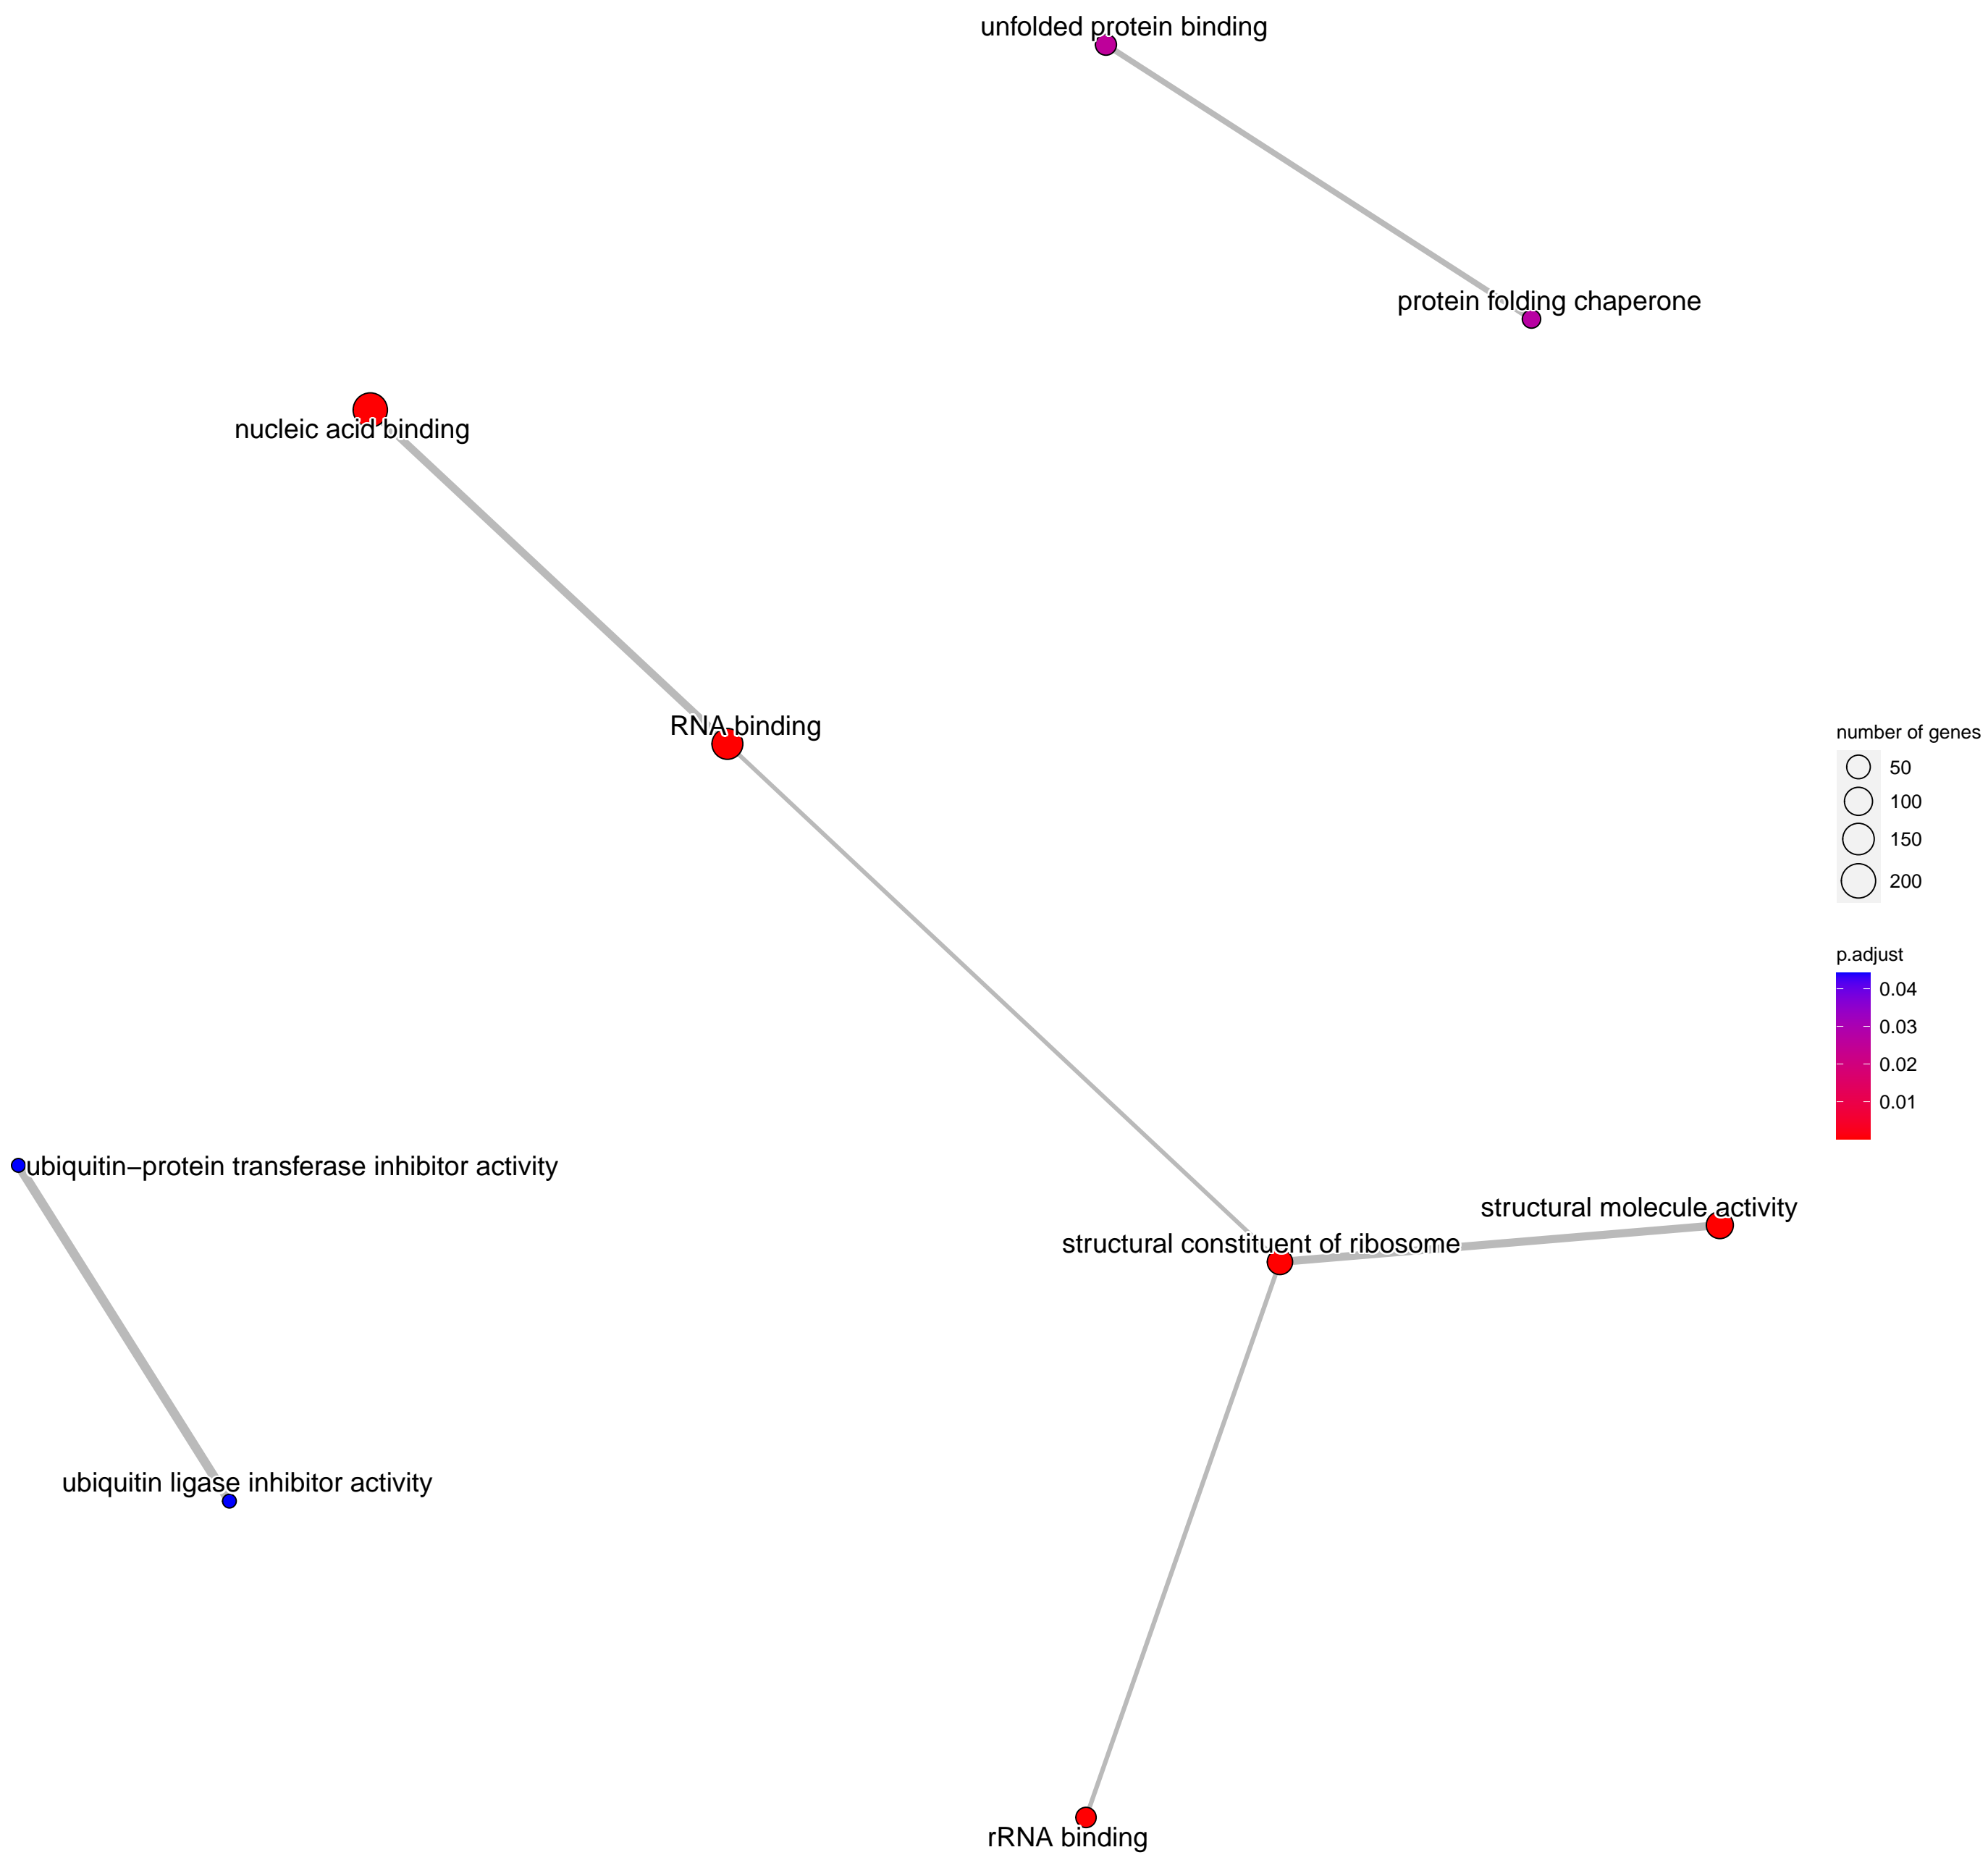 unfolded protein binding
protein folding chaperone
nucleic acid binding
RNA binding
number of genes
50
100
150
200
p.adjust
0.04
0.03
0.02
0.01
ubiquitin−protein transferase inhibitor activity
structural molecule activity
structural constituent of ribosome
ubiquitin ligase inhibitor activity
rRNA binding